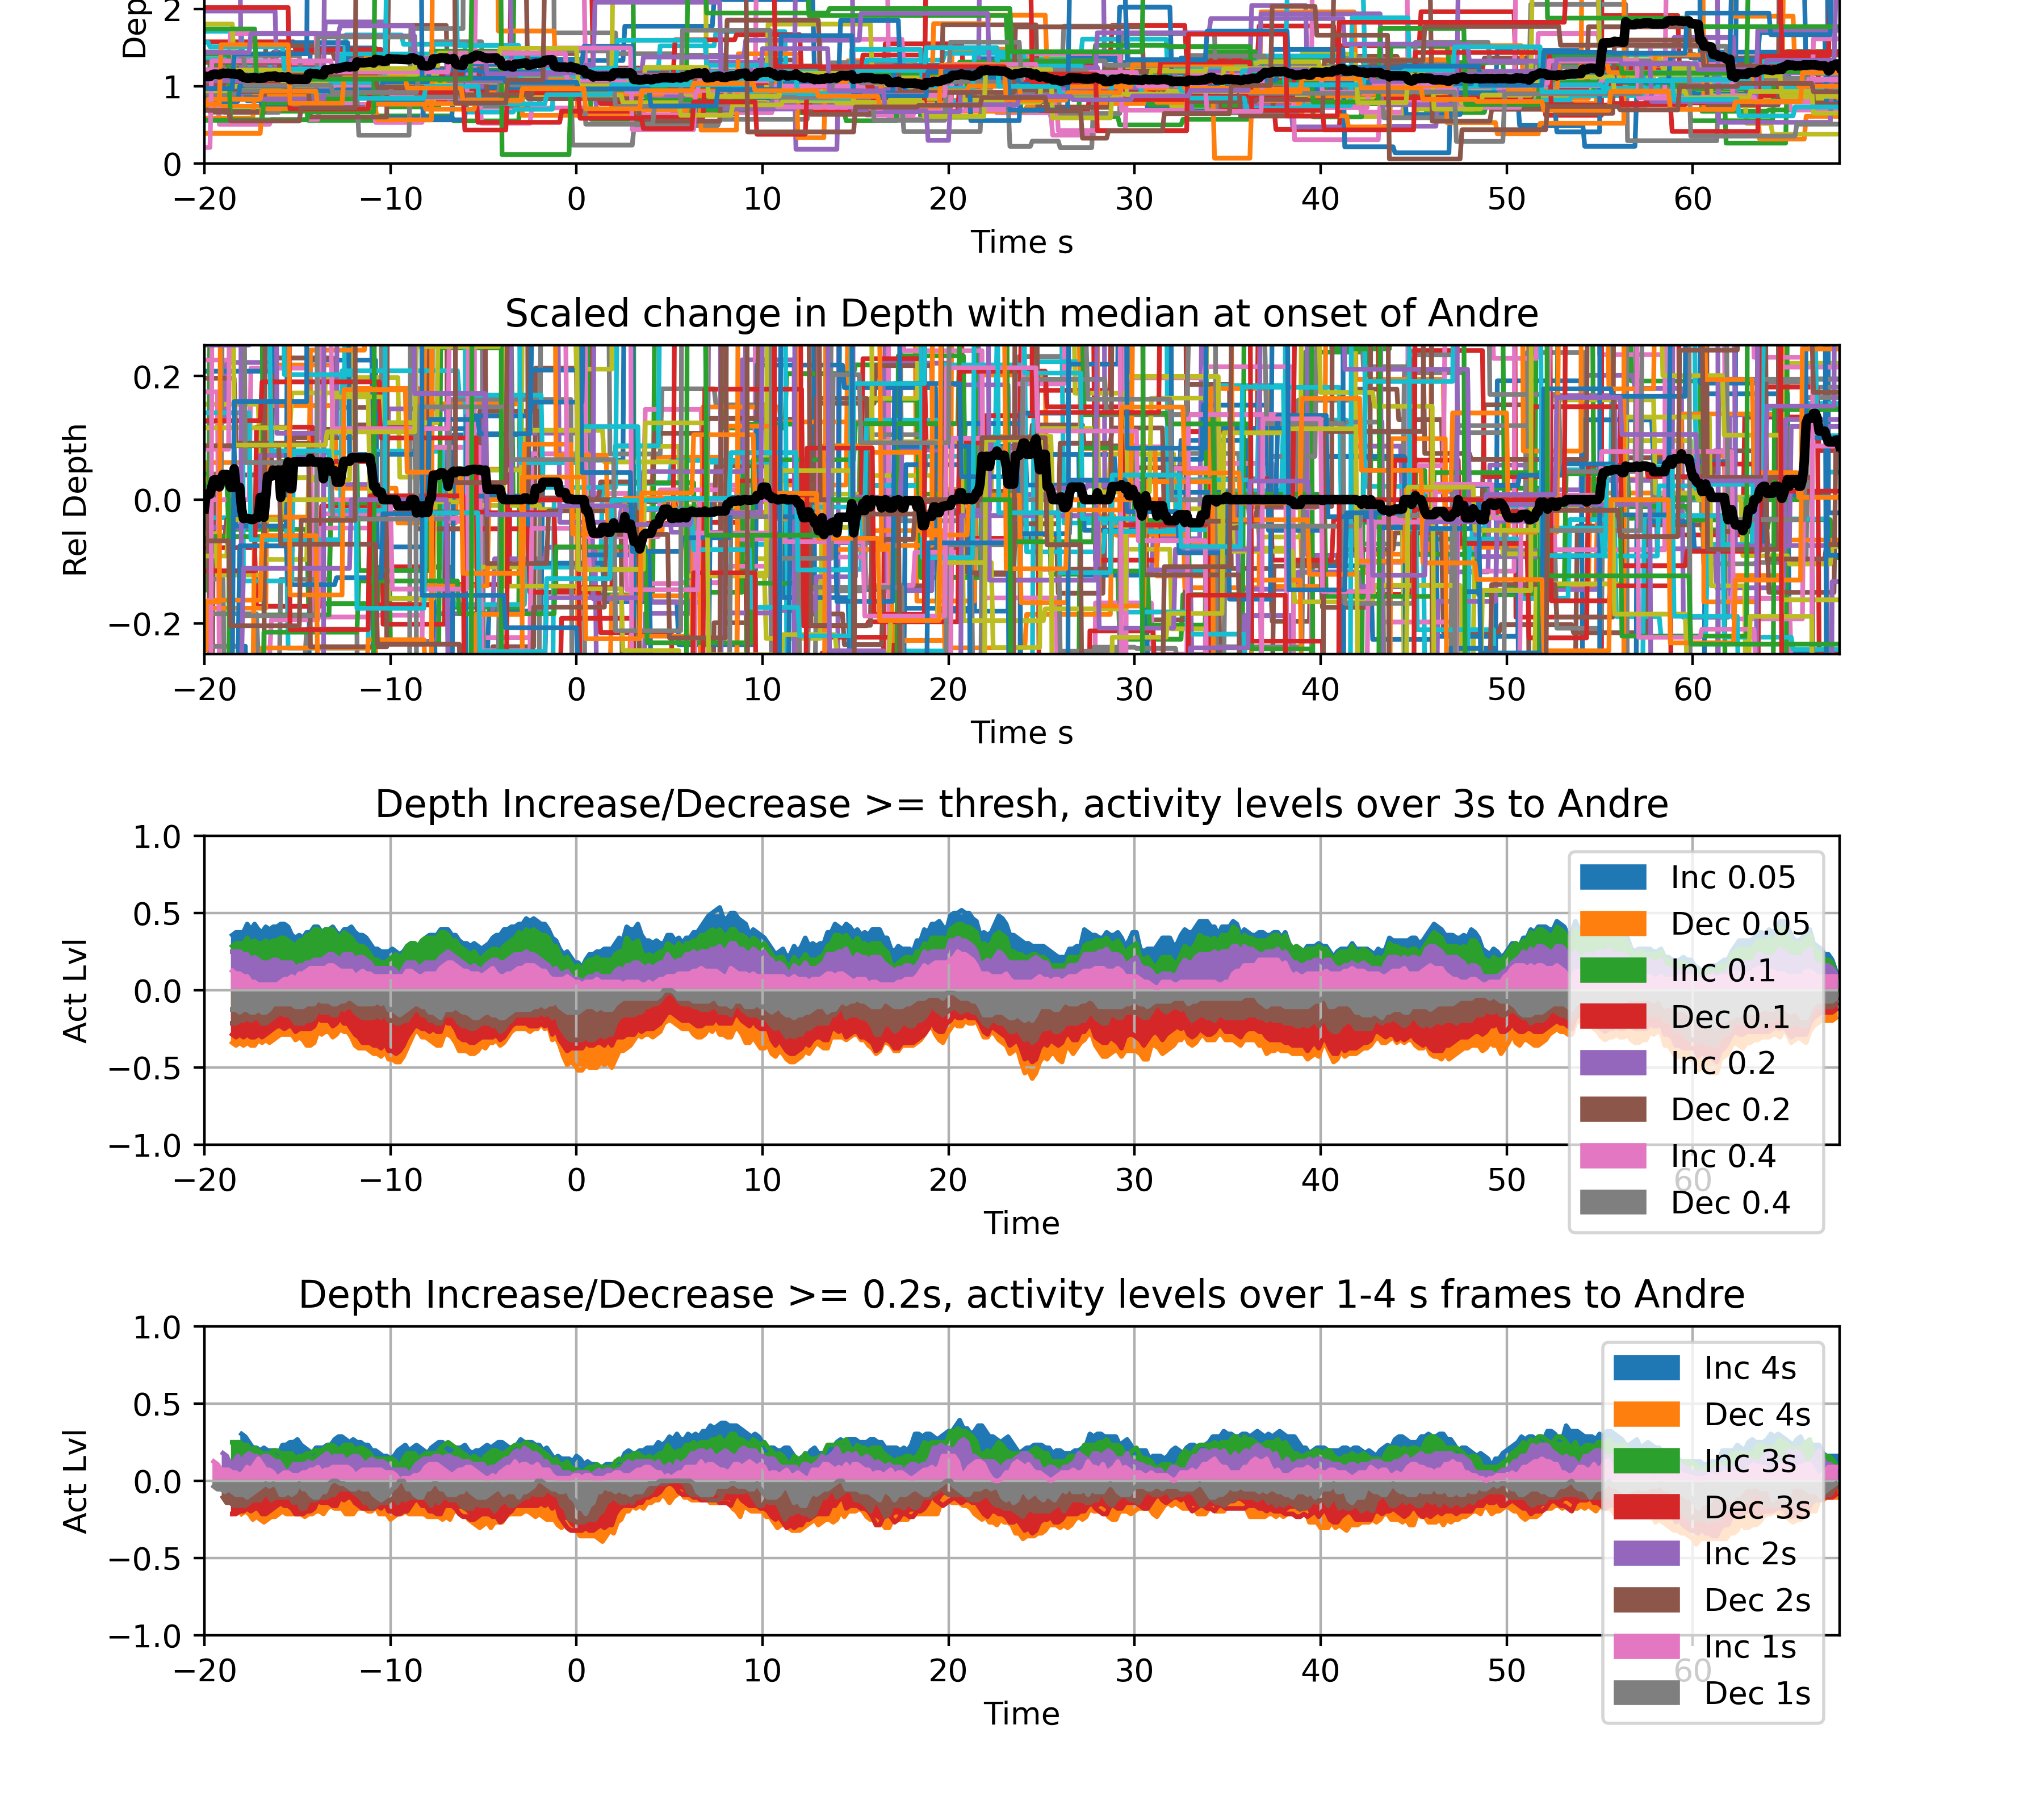 2
1
0
Dep
−20 −10 0 10 20 30 40 50 60
Time s
Scaled change in Depth with median at onset of Andre
0.2
0.0
−0.2
Rel Depth
−20 −10 0 10 20 30 40 50 60
Time s
Depth Increase/Decrease >= thresh, activity levels over 3s to Andre
1.0
0.5
0.0
−0.5
−1.0
Act Lvl
Inc 0.05
Dec 0.05
Inc 0.1
Dec 0.1
Inc 0.2
Dec 0.2
Inc 0.4
Dec 0.4
−20 −10 0 10 20 30 40 50 60
Time
Depth Increase/Decrease >= 0.2s, activity levels over 1-4 s frames to Andre
1.0
0.5
0.0
−0.5
−1.0
Act Lvl
Inc 4s
Dec 4s
Inc 3s
Dec 3s
Inc 2s
Dec 2s
Inc 1s
Dec 1s
−20 −10 0 10 20 30 40 50 60
Time